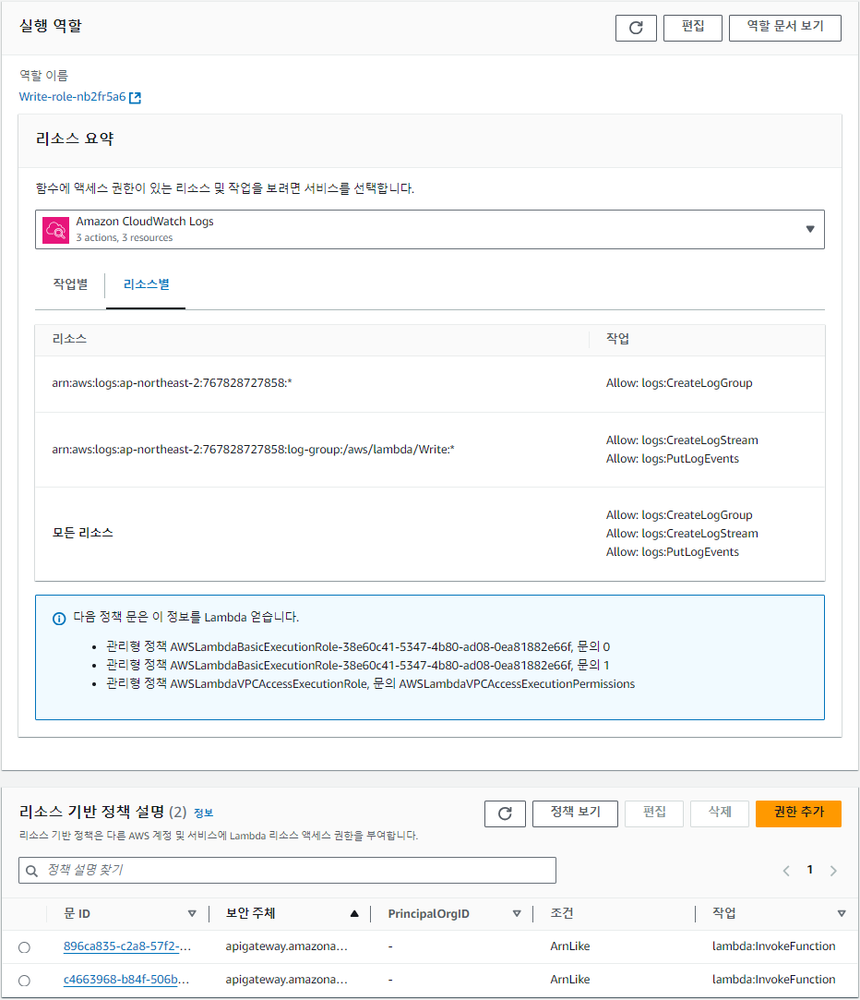 실행 역할
편집
역할 문서 보기
역할 이름
Write-role-nb2fr5a6
리소스 요약
함수에 액세스 권한이 있는 리소스 및 작업을 보려면 서비스를 선택합니다.
Amazon CloudWatch Logs
3 actions, 3 resources
작업별
리소스별
리소스 작업
arn:aws:logs:ap-northeast-2:767828727858:* Allow: logs:CreateLogGroup
Allow: logs:CreateLogStream
arn:aws:logs:ap-northeast-2:767828727858:log-group:/aws/lambda/Write:*
Allow: logs:PutLogEvents
Allow: logs:CreateLogGroup
모든 리소스 Allow: logs:CreateLogStream
Allow: logs:PutLogEvents
다음 정책 문은 이 정보를 Lambda 얻습니다.
• 관리형 정책 AWSLambdaBasicExecutionRole-38e60c41-5347-4b80-ad08-0ea81882e66f, 문의 0
• 관리형 정책 AWSLambdaBasicExecutionRole-38e60c41-5347-4b80-ad08-0ea81882e66f, 문의 1
• 관리형 정책 AWSLambdaVPCAccessExecutionRole, 문의 AWSLambdaVPCAccessExecutionPermissions
리소스 기반 정책 설명 (2) 정보
정책 보기
편집
삭제
권한 추가
리소스 기반 정책은 다른 AWS 계정 및 서비스에 Lambda 리소스 액세스 권한을 부여합니다.
정책 설명 찾기
1
문 ID 보안 주체 PrincipalOrgID 조건 작업
896ca835-c2a8-57f2-... apigateway.amazona... - ArnLike lambda:InvokeFunction
c4663968-b84f-506b... apigateway.amazona... - ArnLike lambda:InvokeFunction